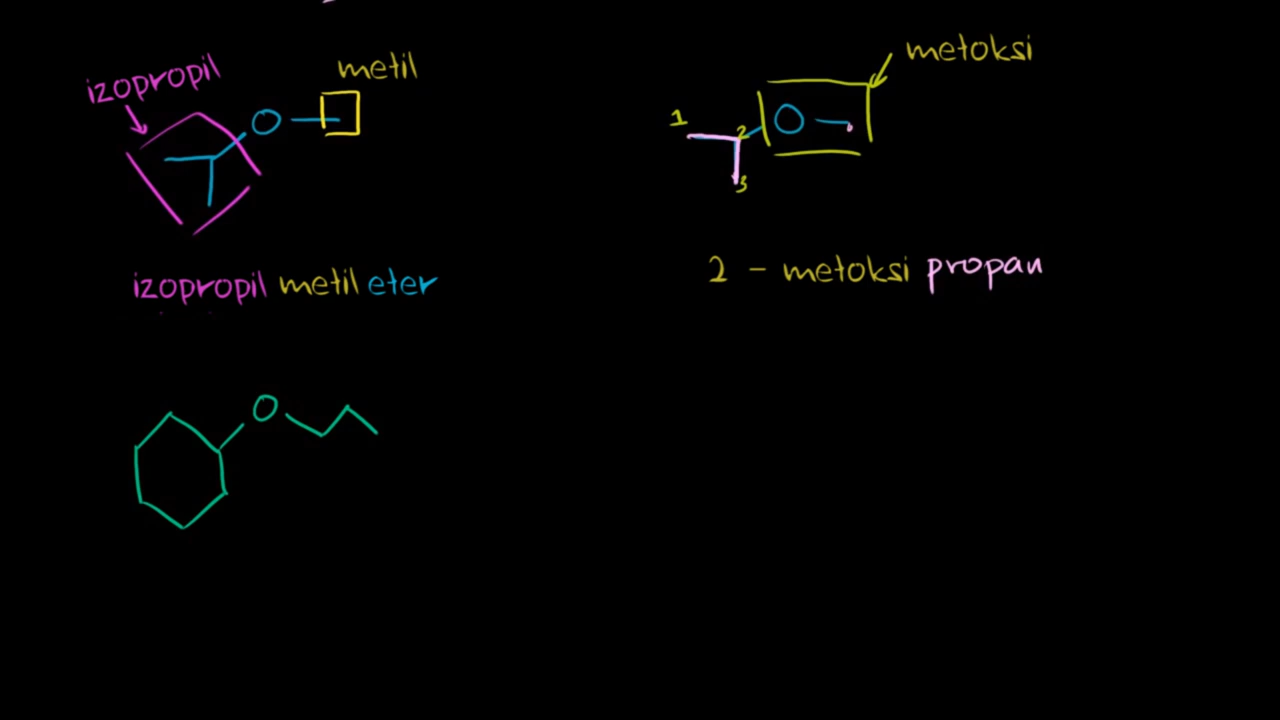 izopropil
metil
O
izopropil metil eter
metoksi
1
2
O
3
2 - metoksi propan
O